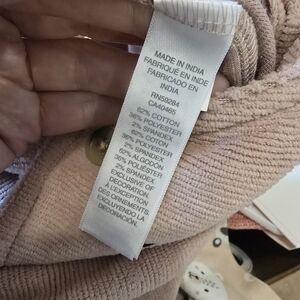 MADE IN INDIA
FABRIQUÉ EN INDE
FABRICADO EN
INDIA
RN59284
CA40465
62% COTTON
36% POLYESTER
2% SPANDEX
62% COTON
36% POLYESTER
2% SPANDEX
62% ALGODÓN
36% POLIÉSTER
2% SPANDEX
EXCLUSIVE OF
DECORATION.
À L'EXCEPTION
DES ORNEMENTS.
EXCLUYENDO LA
DECORACIÓN.